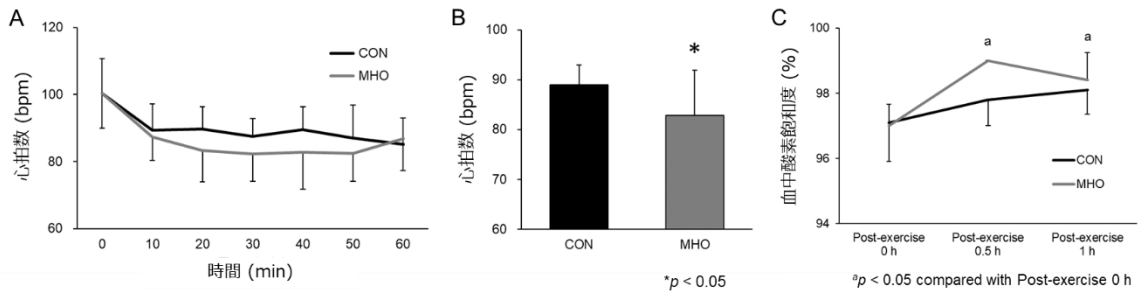 A
心拍数 (bpm)
120
100
80
60
CON
MHO
0 10 20 30 40 50 60
時間 (min)
B
心拍数 (bpm)
100
90
80
70
60
*
CON MHO
*p < 0.05
C
血中酸素飽和度 (%)
100
98
96
94
a a
CON
MHO
Post-exercise Post-exercise Post-exercise
0 h 0.5 h 1 h
ap < 0.05 compared with Post-exercise 0 h